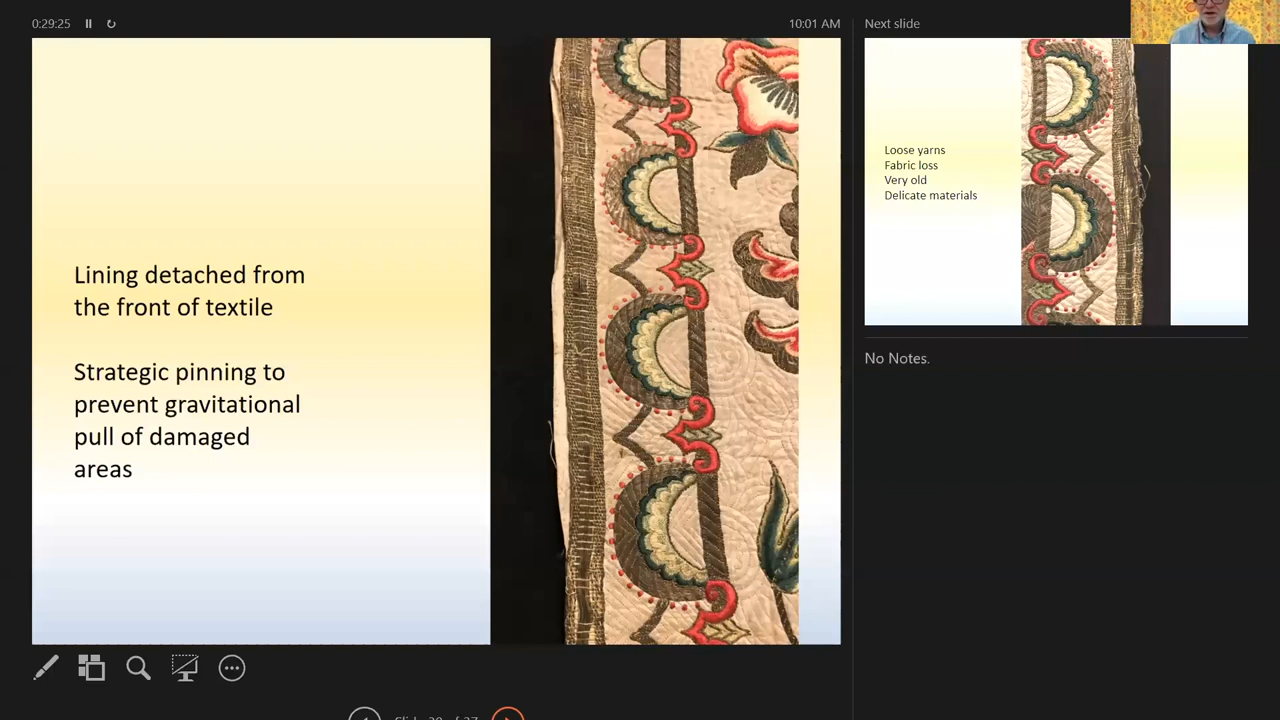 0:29:25
10:01 AM
Next slide
Lining detached from
the front of textile
Strategic pinning to
prevent gravitational
pull of damaged
areas
Loose yarns
Fabric loss
Very old
Delicate materials
No Notes.